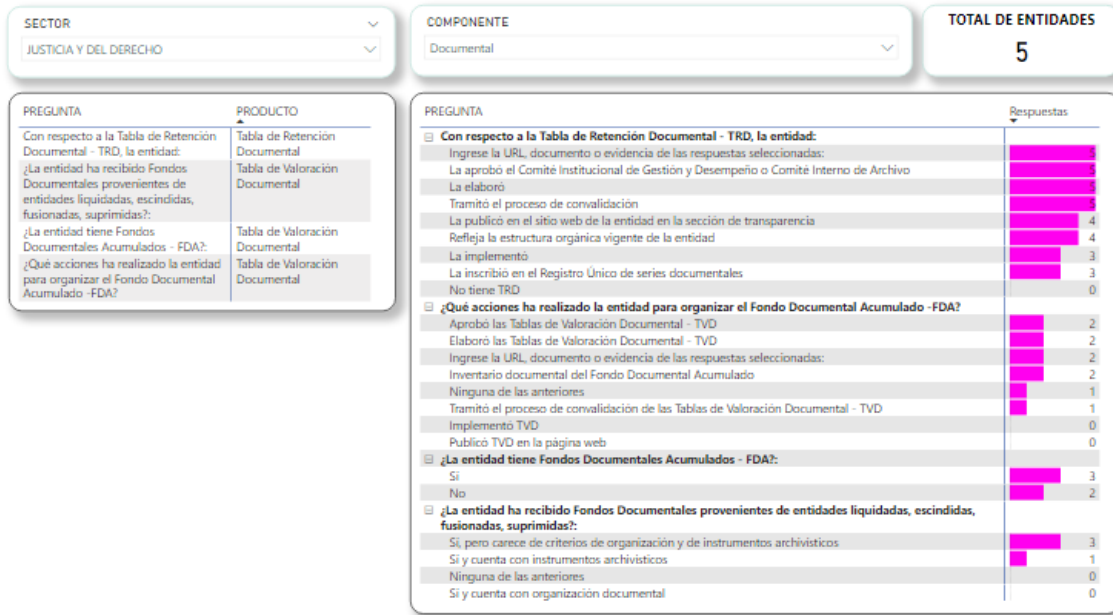 SECTOR
JUSTICIA Y DEL DERECHO
COMPONENTE
Documental
TOTAL DE ENTIDADES
5
PREGUNTA PRODUCTO
Con respecto a la Tabla de Retención Tabla de Retención
Documental - TRD, la entidad: Documental
¿La entidad ha recibido Fondos Tabla de Valoración
Documentales provenientes de Documental
entidades liquidadas, escindidas,
fusionadas, suprimidas?:
¿La entidad tiene Fondos Tabla de Valoración
Documentales Acumulados - FDA?: Documental
¿Qué acciones ha realizado la entidad Tabla de Valoración
para organizar el Fondo Documental Documental
Acumulado -FDA?
PREGUNTA Respuestas
Con respecto a la Tabla de Retención Documental - TRD, la entidad:
Ingrese la URL, documento o evidencia de las respuestas seleccionadas: 5
La aprobó el Comité Institucional de Gestión y Desempeño o Comité Interno de Archivo 5
La elaboró 5
Tramitó el proceso de convalidación 5
La publicó en el sitio web de la entidad en la sección de transparencia 4
Refleja la estructura orgánica vigente de la entidad 4
La implementó 3
La inscribió en el Registro Único de series documentales 3
No tiene TRD 0
¿Qué acciones ha realizado la entidad para organizar el Fondo Documental Acumulado -FDA?
Aprobó las Tablas de Valoración Documental - TVD 2
Elaboró las Tablas de Valoración Documental - TVD 2
Ingrese la URL, documento o evidencia de las respuestas seleccionadas: 2
Inventario documental del Fondo Documental Acumulado 2
Ninguna de las anteriores 1
Tramitó el proceso de convalidación de las Tablas de Valoración Documental - TVD 1
Implementó TVD 0
Publicó TVD en la página web 0
¿La entidad tiene Fondos Documentales Acumulados - FDA?:
Sí 3
No 2
¿La entidad ha recibido Fondos Documentales provenientes de entidades liquidadas, escindidas,
fusionadas, suprimidas?:
Sí, pero carece de criterios de organización y de instrumentos archivísticos 3
Sí y cuenta con instrumentos archivísticos 1
Ninguna de las anteriores 0
Sí y cuenta con organización documental 0